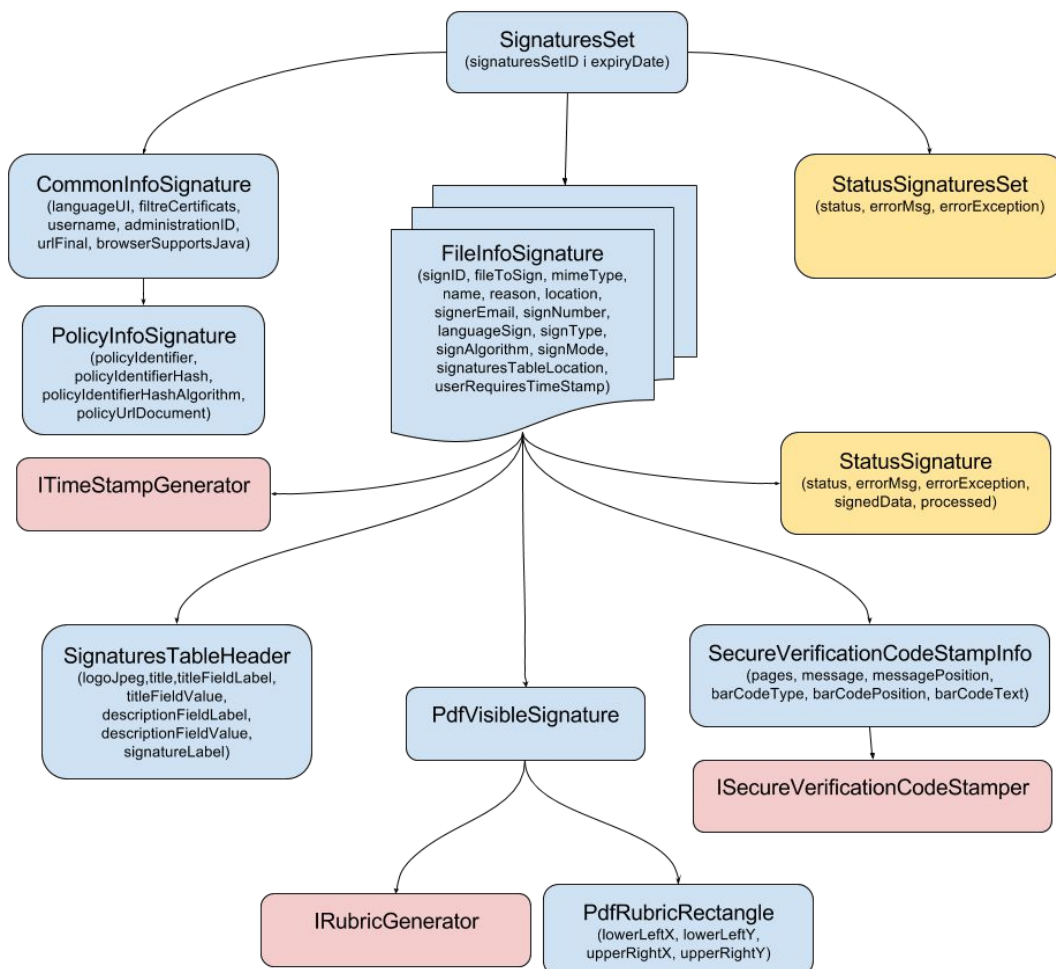 SignaturesSet
(signaturesSetID i expiryDate)
CommonInfoSignature
(languageUI, filtreCertificats,
username, administrationID,
urlFinal, browserSupportsJava)
StatusSignaturesSet
(status, errorMsg, errorException)
FileInfoSignature
(signID, fileToSign, mimeType,
name, reason, location,
signerEmail, signNumber,
languageSign, signType,
signAlgorithm, signMode,
signaturesTableLocation,
userRequiresTimeStamp)
PolicyInfoSignature
(policyIdentifier,
policyIdentifierHash,
policyIdentifierHashAlgorithm,
policyUrlDocument)
ITimeStampGenerator
StatusSignature
(status, errorMsg, errorException,
signedData, processed)
SignaturesTableHeader
(logoJpeg,title,titleFieldLabel,
titleFieldValue,
descriptionFieldLabel,
descriptionFieldValue,
signatureLabel)
PdfVisibleSignature
SecureVerificationCodeStampInfo
(pages, message, messagePosition,
barCodeType, barCodePosition, barCodeText)
ISecureVerificationCodeStamper
IRubricGenerator
PdfRubricRectangle
(lowerLeftX, lowerLeftY,
upperRightX, upperRightY)